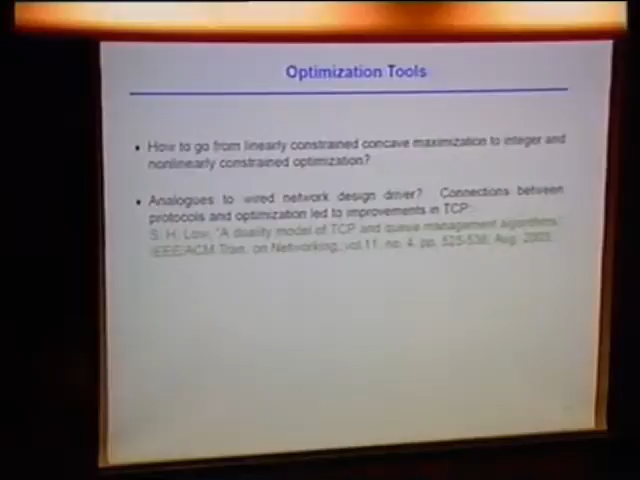 Optimization Tools
• How to go from linearly constrained concave maximization to integer and
nonlinearly constrained optimization?
• Analogues to wired network design driver? Connections between
protocols and optimization led to improvements in TCP:
S. H. Low, "A duality model of TCP and queue management algorithms,"
IEEE/ACM Tran. on Networking, vol 11, no. 4, pp. 525-536, Aug. 2003.